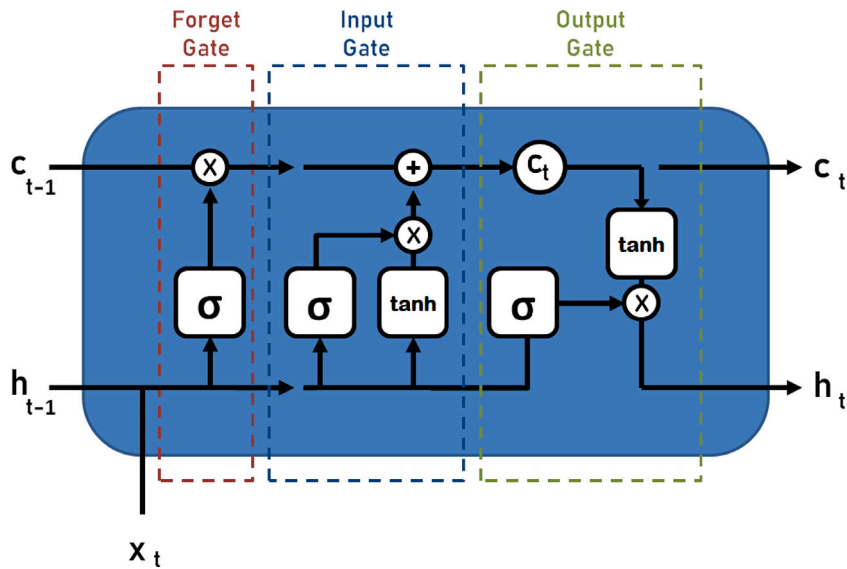 Forget
Gate
Input
Gate
Output
Gate
c t-1
X
+
c t
c t
X
tanh
σ
σ
tanh
σ
X
h t-1
h t
x t